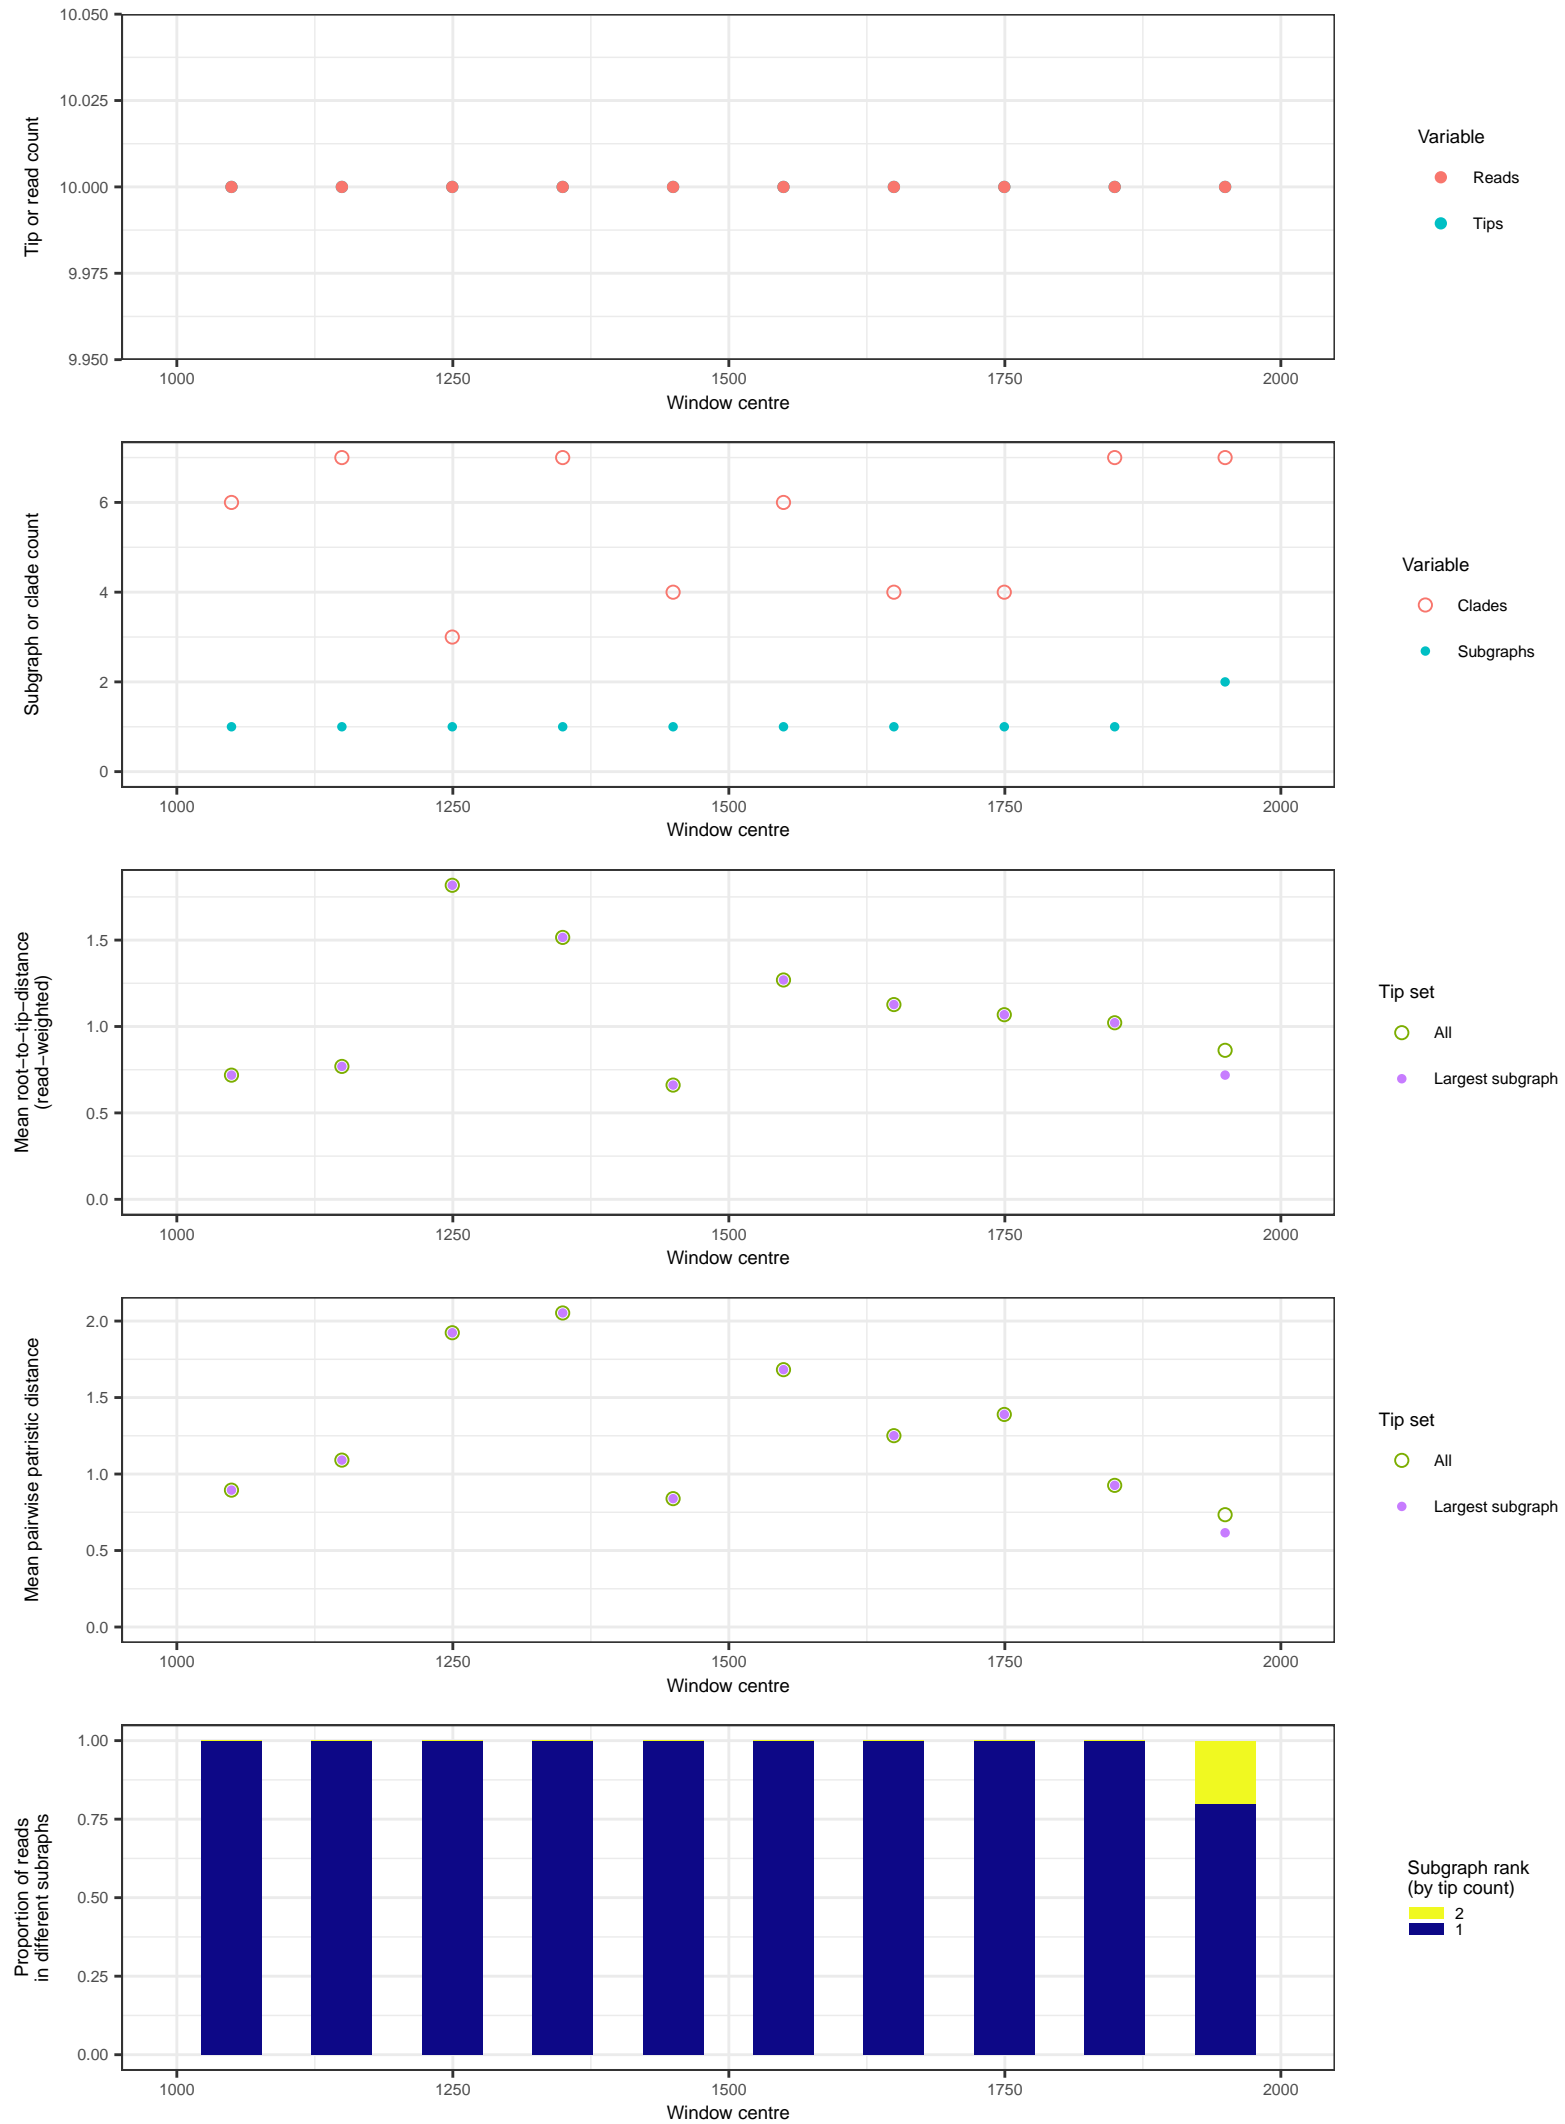 10.050
10.025
10.000
9.975
9.950
Tip or read count
1000 1250 1500 1750 2000
Window centre
Variable
Reads
Tips
6
4
2
0
Subgraph or clade count
1000 1250 1500 1750 2000
Window centre
Variable
Clades
Subgraphs
1.5
1.0
0.5
0.0
Mean root−to−tip−distance
(read−weighted)
1000 1250 1500 1750 2000
Window centre
Tip set
All
Largest subgraph
2.0
1.5
1.0
0.5
0.0
Mean pairwise patristic distance
1000 1250 1500 1750 2000
Window centre
Tip set
All
Largest subgraph
1.00
0.75
0.50
0.25
0.00
Proportion of reads
in different subraphs
1000 1250 1500 1750 2000
Window centre
Subgraph rank
(by tip count)
2
1